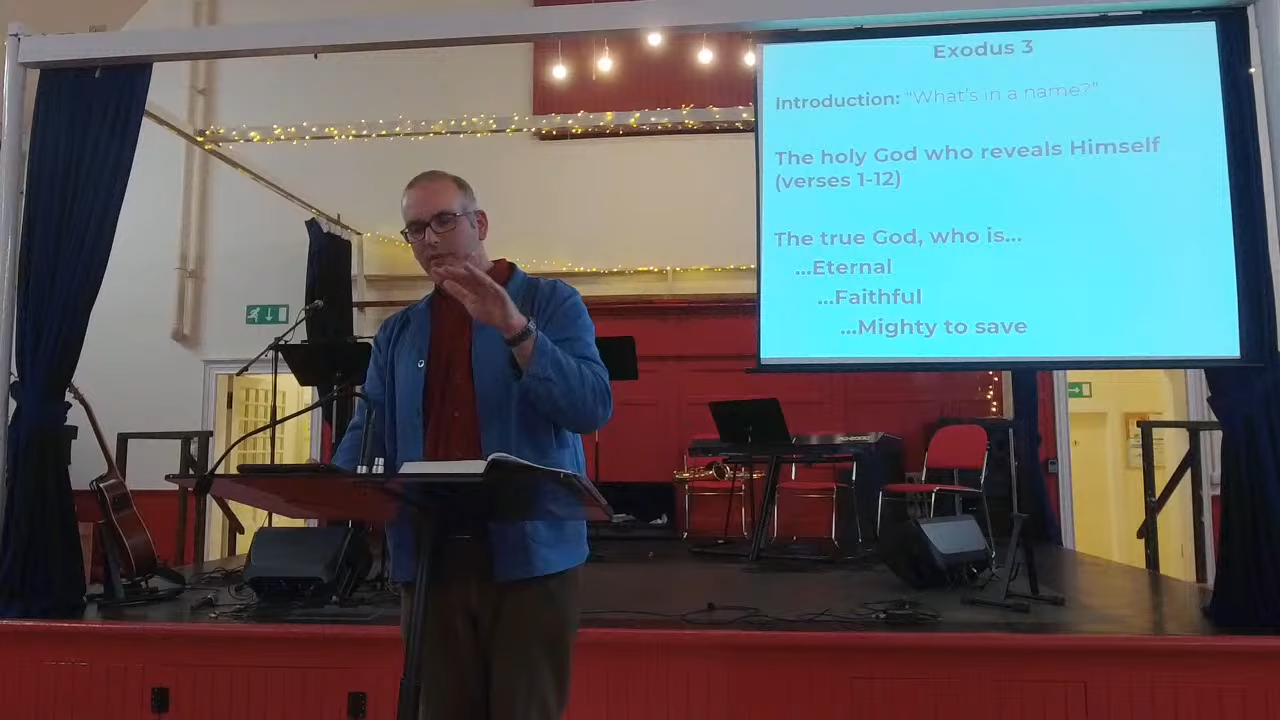 Exodus 3
Introduction: "What's in a name?"
The holy God who reveals Himself
(verses 1-12)
The true God, who is...
...Eternal
...Faithful
...Mighty to save